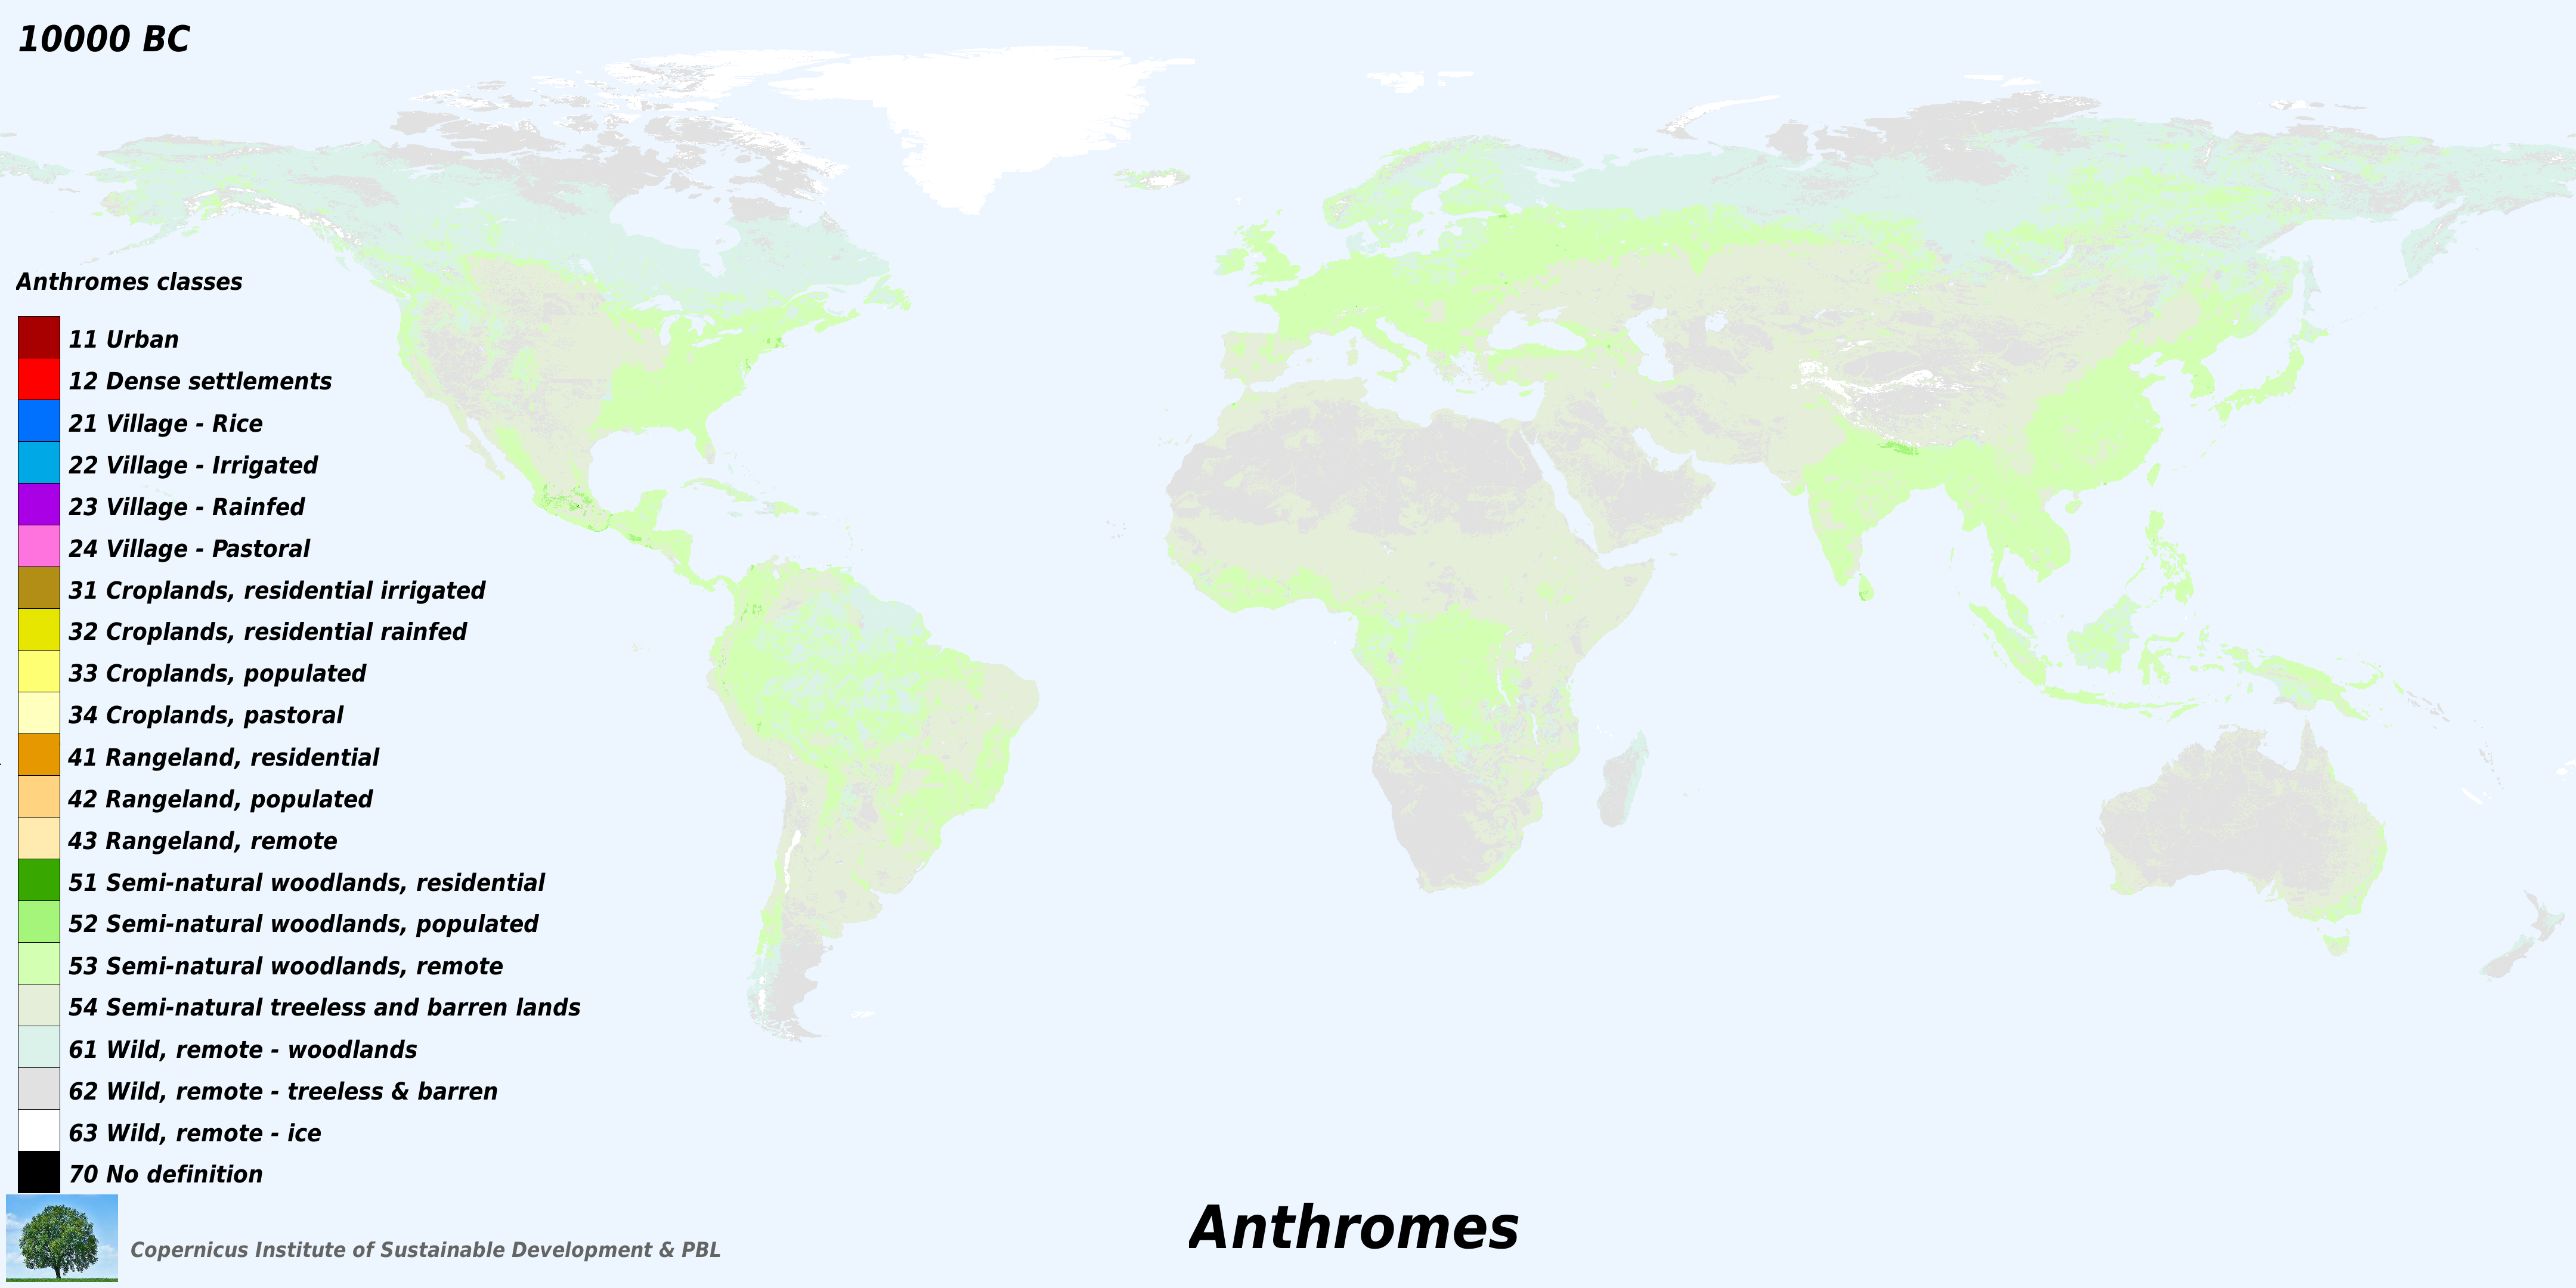 10000 BC
Anthromes classes
11 Urban
12 Dense settlements
21 Village - Rice
22 Village - Irrigated
23 Village - Rainfed
24 Village - Pastoral
31 Croplands, residential irrigated
32 Croplands, residential rainfed
33 Croplands, populated
34 Croplands, pastoral
41 Rangeland, residential
42 Rangeland, populated
43 Rangeland, remote
51 Semi-natural woodlands, residential
52 Semi-natural woodlands, populated
53 Semi-natural woodlands, remote
54 Semi-natural treeless and barren lands
61 Wild, remote - woodlands
62 Wild, remote - treeless & barren
63 Wild, remote - ice
70 No definition
Copernicus Institute of Sustainable Development & PBL
Anthromes